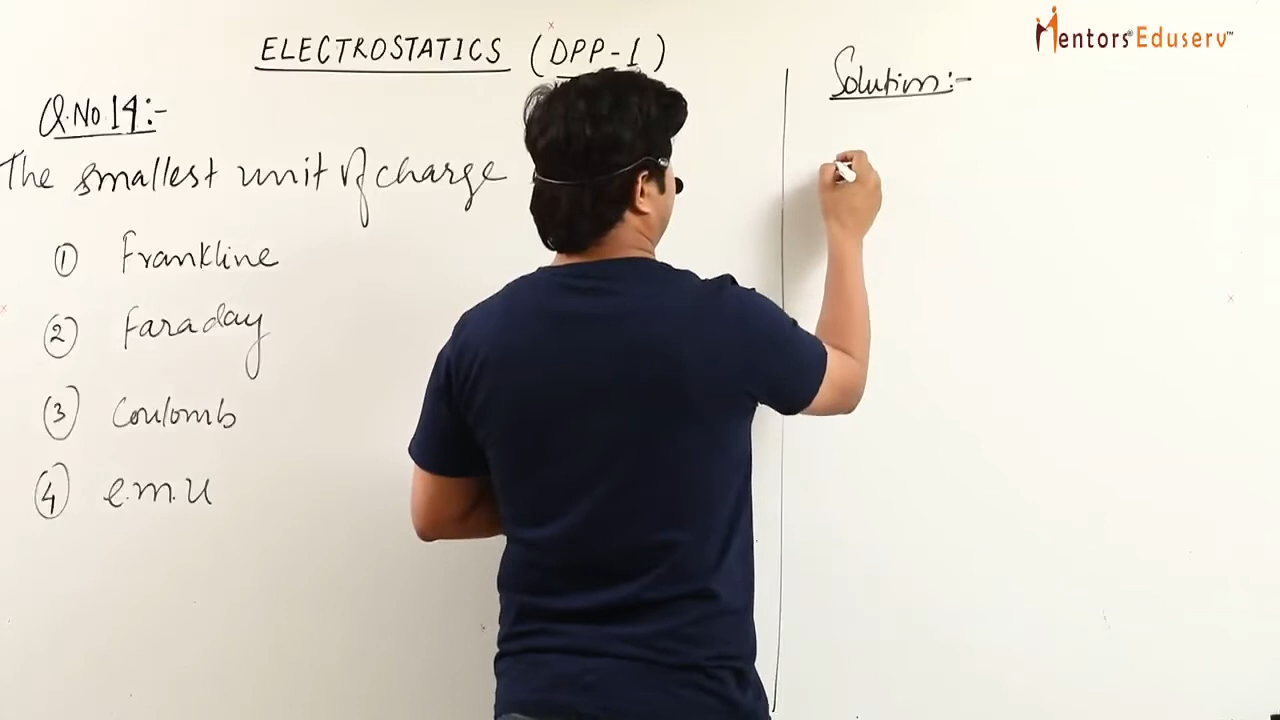 ELECTROSTATICS (DPP-1)
Mentors® Eduserv™
Q.No.14:-
The smallest unit of charge
① Frankline
② Faraday
③ Coulomb
④ e.m.u
Solution:-